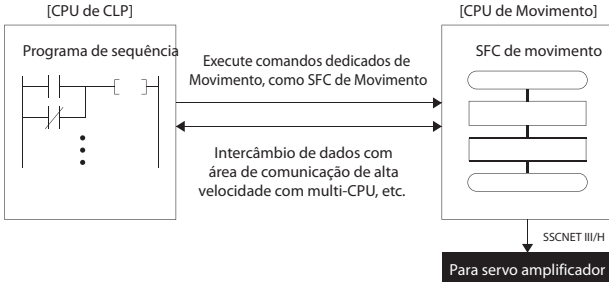 [CPU de CLP]
[CPU de Movimento]
Programa de sequência
Execute comandos dedicados de
Movimento, como SFC de Movimento
SFC de movimento
Intercâmbio de dados com
área de comunicação de alta
velocidade com multi-CPU, etc.
SSCNET III/H
Para servo amplificador